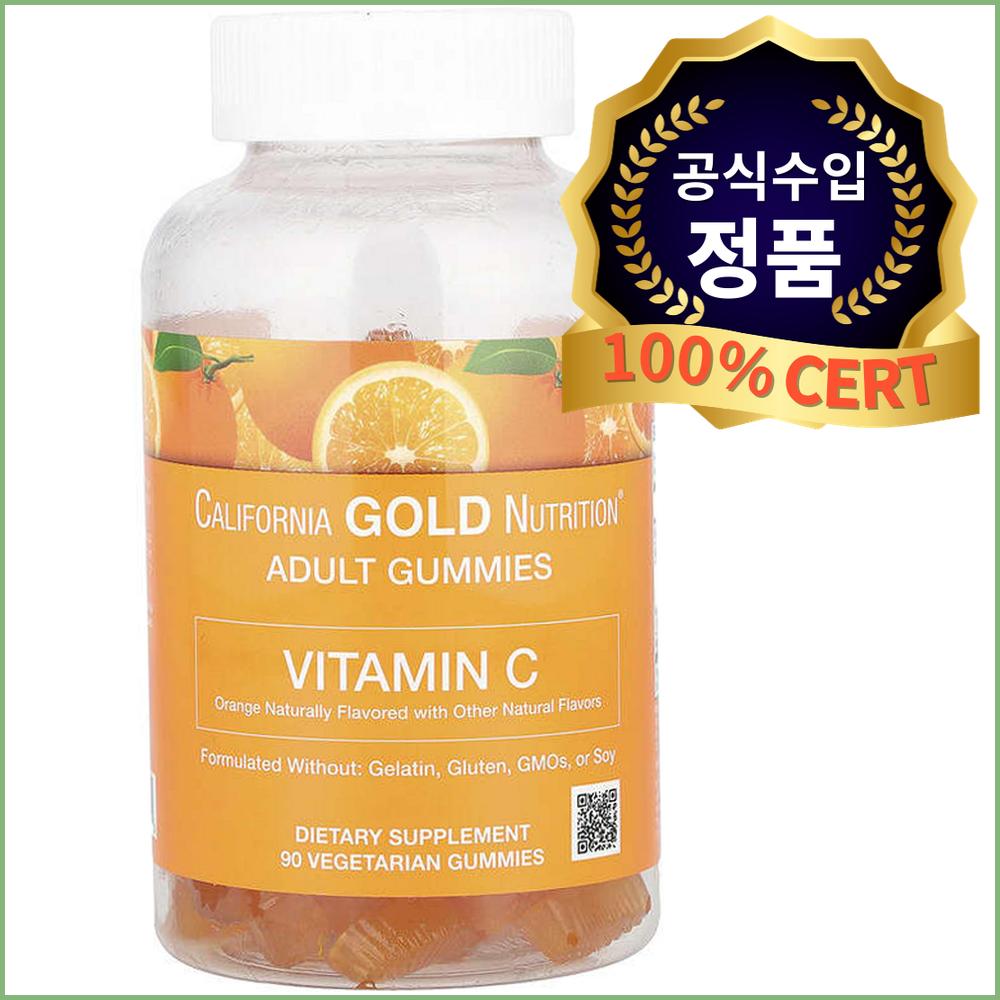 공식수입
정품
100% CERT
CALIFORNIA GOLD NUTRITION®
ADULT GUMMIES
VITAMIN C
Orange Naturally Flavored with Other Natural Flavors
Formulated Without: Gelatin, Gluten, GMOs, or Soy
DIETARY SUPPLEMENT
90 VEGETARIAN GUMMIES